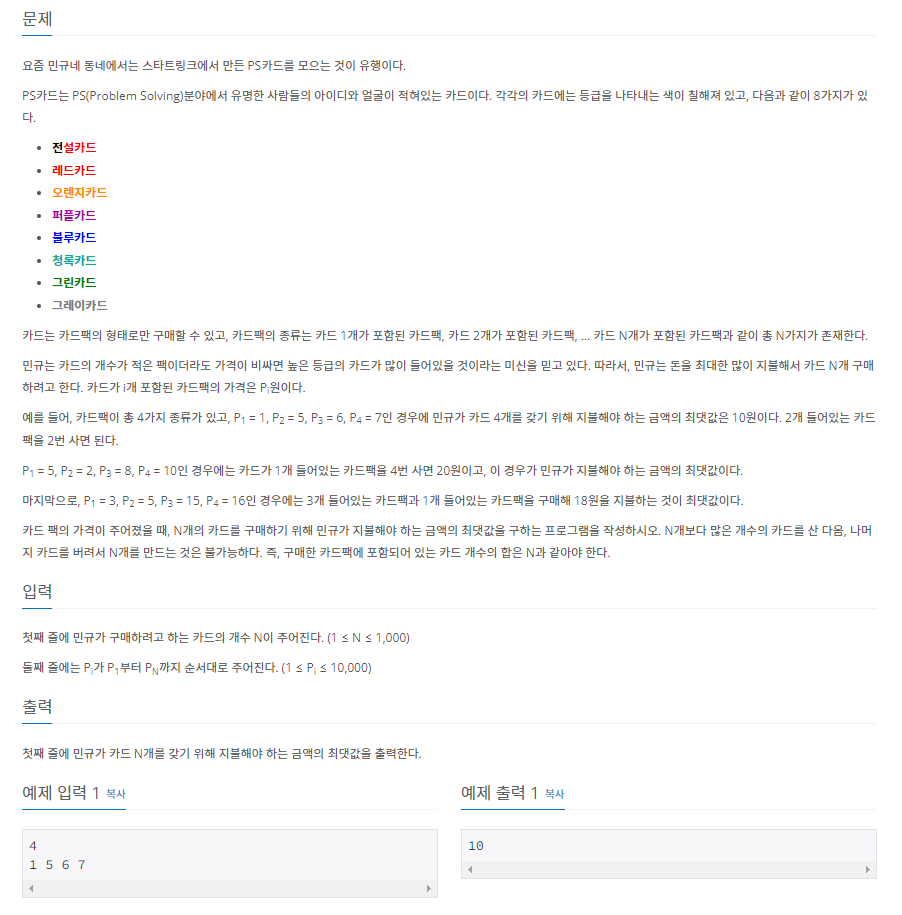 문제
요즘 민규네 동네에서는 스타트링크에서 만든 PS카드를 모으는 것이 유행이다.
PS카드는 PS(Problem Solving)분야에서 유명한 사람들의 아이디와 얼굴이 적혀있는 카드이다. 각각의 카드에는 등급을 나타내는 색이 칠해져 있고, 다음과 같이 8가지가 있
다.
• 전설카드
• 레드카드
• 오렌지카드
• 퍼플카드
• 블루카드
• 청록카드
• 그린카드
• 그레이카드
카드는 카드팩의 형태로만 구매할 수 있고, 카드팩의 종류는 카드 1개가 포함된 카드팩, 카드 2개가 포함된 카드팩, ... 카드 N개가 포함된 카드팩과 같이 총 N가지가 존재한다.
민규는 카드의 개수가 적은 팩이더라도 가격이 비싸면 높은 등급의 카드가 많이 들어있을 것이라는 미신을 믿고 있다. 따라서, 민규는 돈을 최대한 많이 지불해서 카드 N개 구매
하려고 한다. 카드가 i개 포함된 카드팩의 가격은 Pi원이다.
예를 들어, 카드팩이 총 4가지 종류가 있고, P1 = 1, P2 = 5, P3 = 6, P4 = 7인 경우에 민규가 카드 4개를 갖기 위해 지불해야 하는 금액의 최댓값은 10원이다. 2개 들어있는 카드
팩을 2번 사면 된다.
P1 = 5, P2 = 2, P3 = 8, P4 = 10인 경우에는 카드가 1개 들어있는 카드팩을 4번 사면 20원이고, 이 경우가 민규가 지불해야 하는 금액의 최댓값이다.
마지막으로, P1 = 3, P2 = 5, P3 = 15, P4 = 16인 경우에는 3개 들어있는 카드팩과 1개 들어있는 카드팩을 구매해 18원을 지불하는 것이 최댓값이다.
카드 팩의 가격이 주어졌을 때, N개의 카드를 구매하기 위해 민규가 지불해야 하는 금액의 최댓값을 구하는 프로그램을 작성하시오. N개보다 많은 개수의 카드를 산 다음, 나머
지 카드를 버려서 N개를 만드는 것은 불가능하다. 즉, 구매한 카드팩에 포함되어 있는 카드 개수의 합은 N과 같아야 한다.
입력
첫째 줄에 민규가 구매하려고 하는 카드의 개수 N이 주어진다. (1 ≤ N ≤ 1,000)
둘째 줄에는 Pi가 P1부터 PN까지 순서대로 주어진다. (1 ≤ Pi ≤ 10,000)
출력
첫째 줄에 민규가 카드 N개를 갖기 위해 지불해야 하는 금액의 최댓값을 출력한다.
예제 입력 1 복사
4
1 5 6 7
예제 출력 1 복사
10